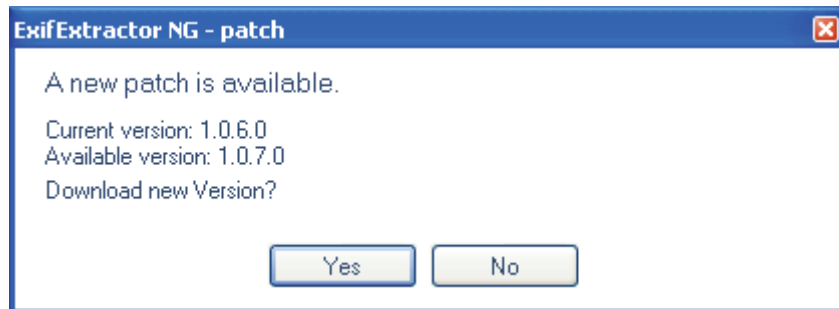 ExifExtractor NG - patch
A new patch is available.
Current version: 1.0.6.0
Available version: 1.0.7.0
Download new Version?
Yes No